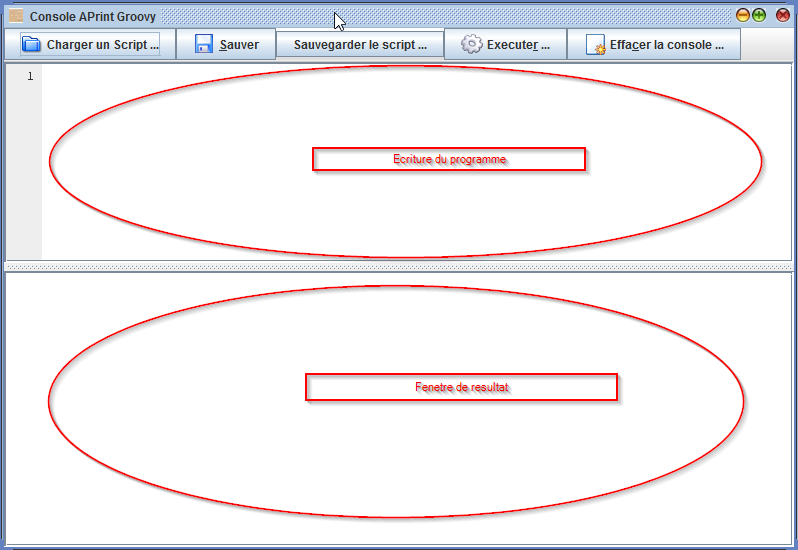 Console APrint Groovy
Charger un Script ... Sauver Sauvegarder le script ... Executer ... Effacer la console ...
1
Ecriture du programme
Fenetre de resultat